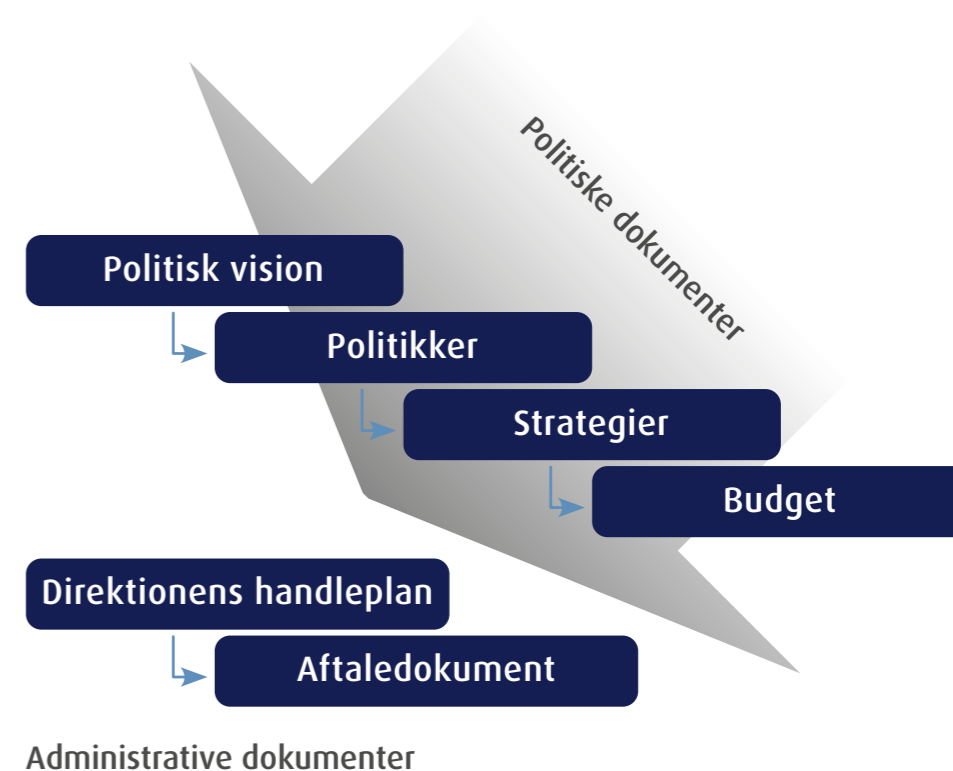 Politiske dokumenter
Politisk vision
Politikker
Strategier
Budget
Direktionens handleplan
Aftaledokument
Administrative dokumenter